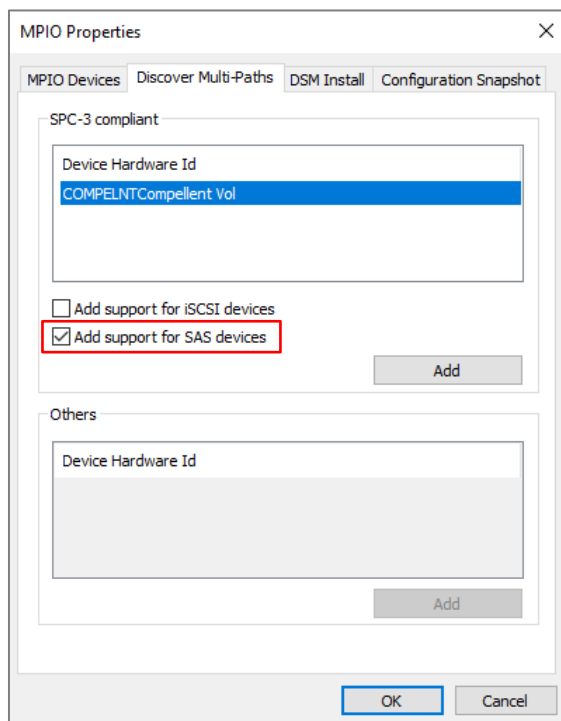 MPIO Properties
MPIO Devices Discover Multi-Paths DSM Install Configuration Snapshot
SPC-3 compliant
Device Hardware Id
COMPELNTCompellent Vol
Add support for iSCSI devices
Add support for SAS devices
Add
Others
Device Hardware Id
Add
OK Cancel